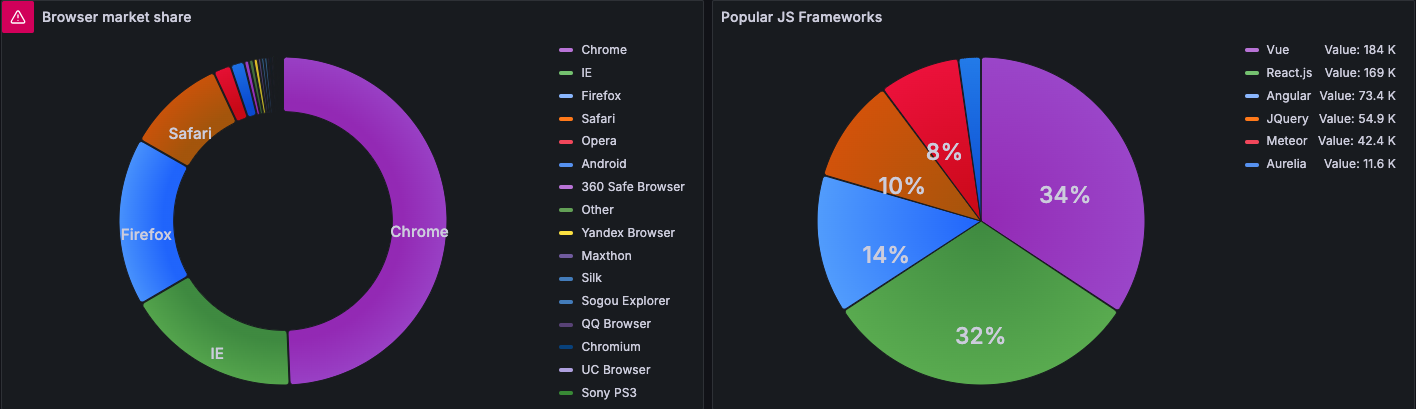 Browser market share
Chrome
IE
Firefox
Safari
Opera
Android
360 Safe Browser
Other
Yandex Browser
Maxthon
Silk
Sogou Explorer
QQ Browser
Chromium
UC Browser
Sony PS3
Safari
Firefox
Chrome
IE
Popular JS Frameworks
Vue Value: 184 K
React.js Value: 169 K
Angular Value: 73.4 K
JQuery Value: 54.9 K
Meteor Value: 42.4 K
Aurelia Value: 11.6 K
8%
10%
34%
14%
32%